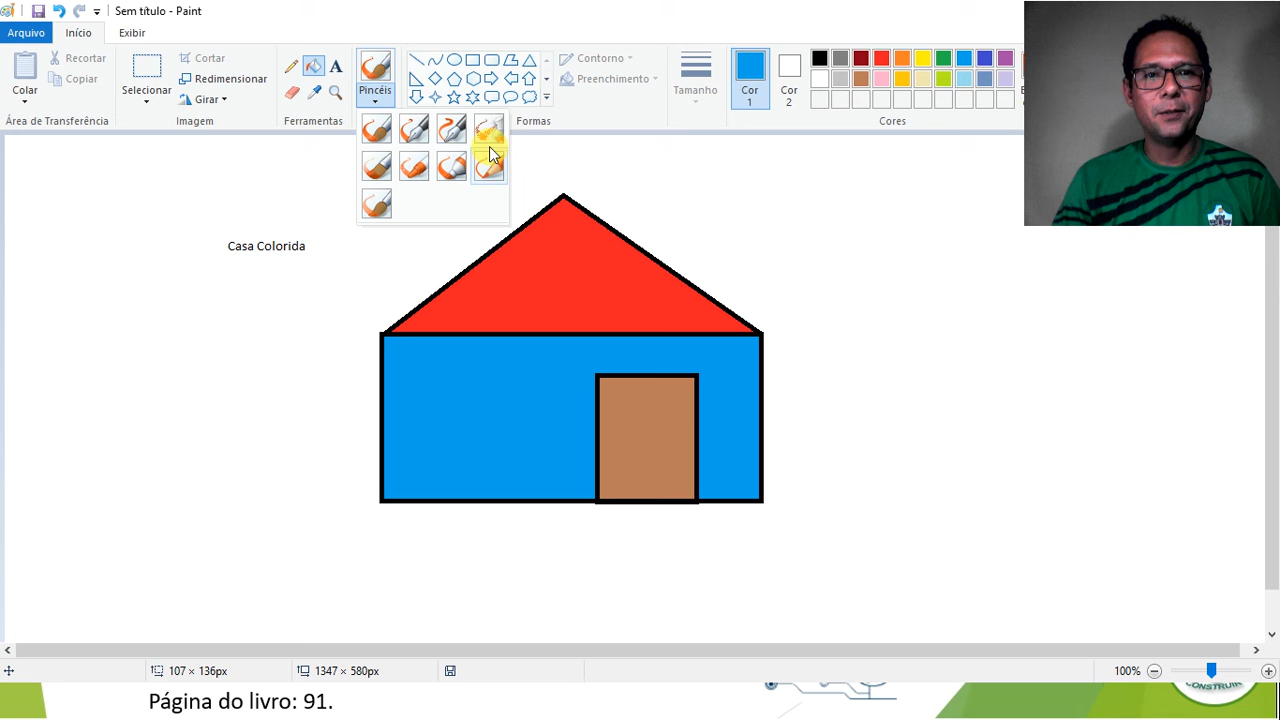 Sem título - Paint
Arquivo
Início
Exibir
Colar
Recortar
Copiar
Área de Transferência
Selecionar
Cortar
Redimensionar
Girar
Imagem
Ferramentas
Pincéis
Contorno
Preenchimento
Formas
Tamanho
Cor 1
Cor 2
Cores
Casa Colorida
107 × 136px
1347 × 580px
100%
CONSTRUIR
Página do livro: 91.